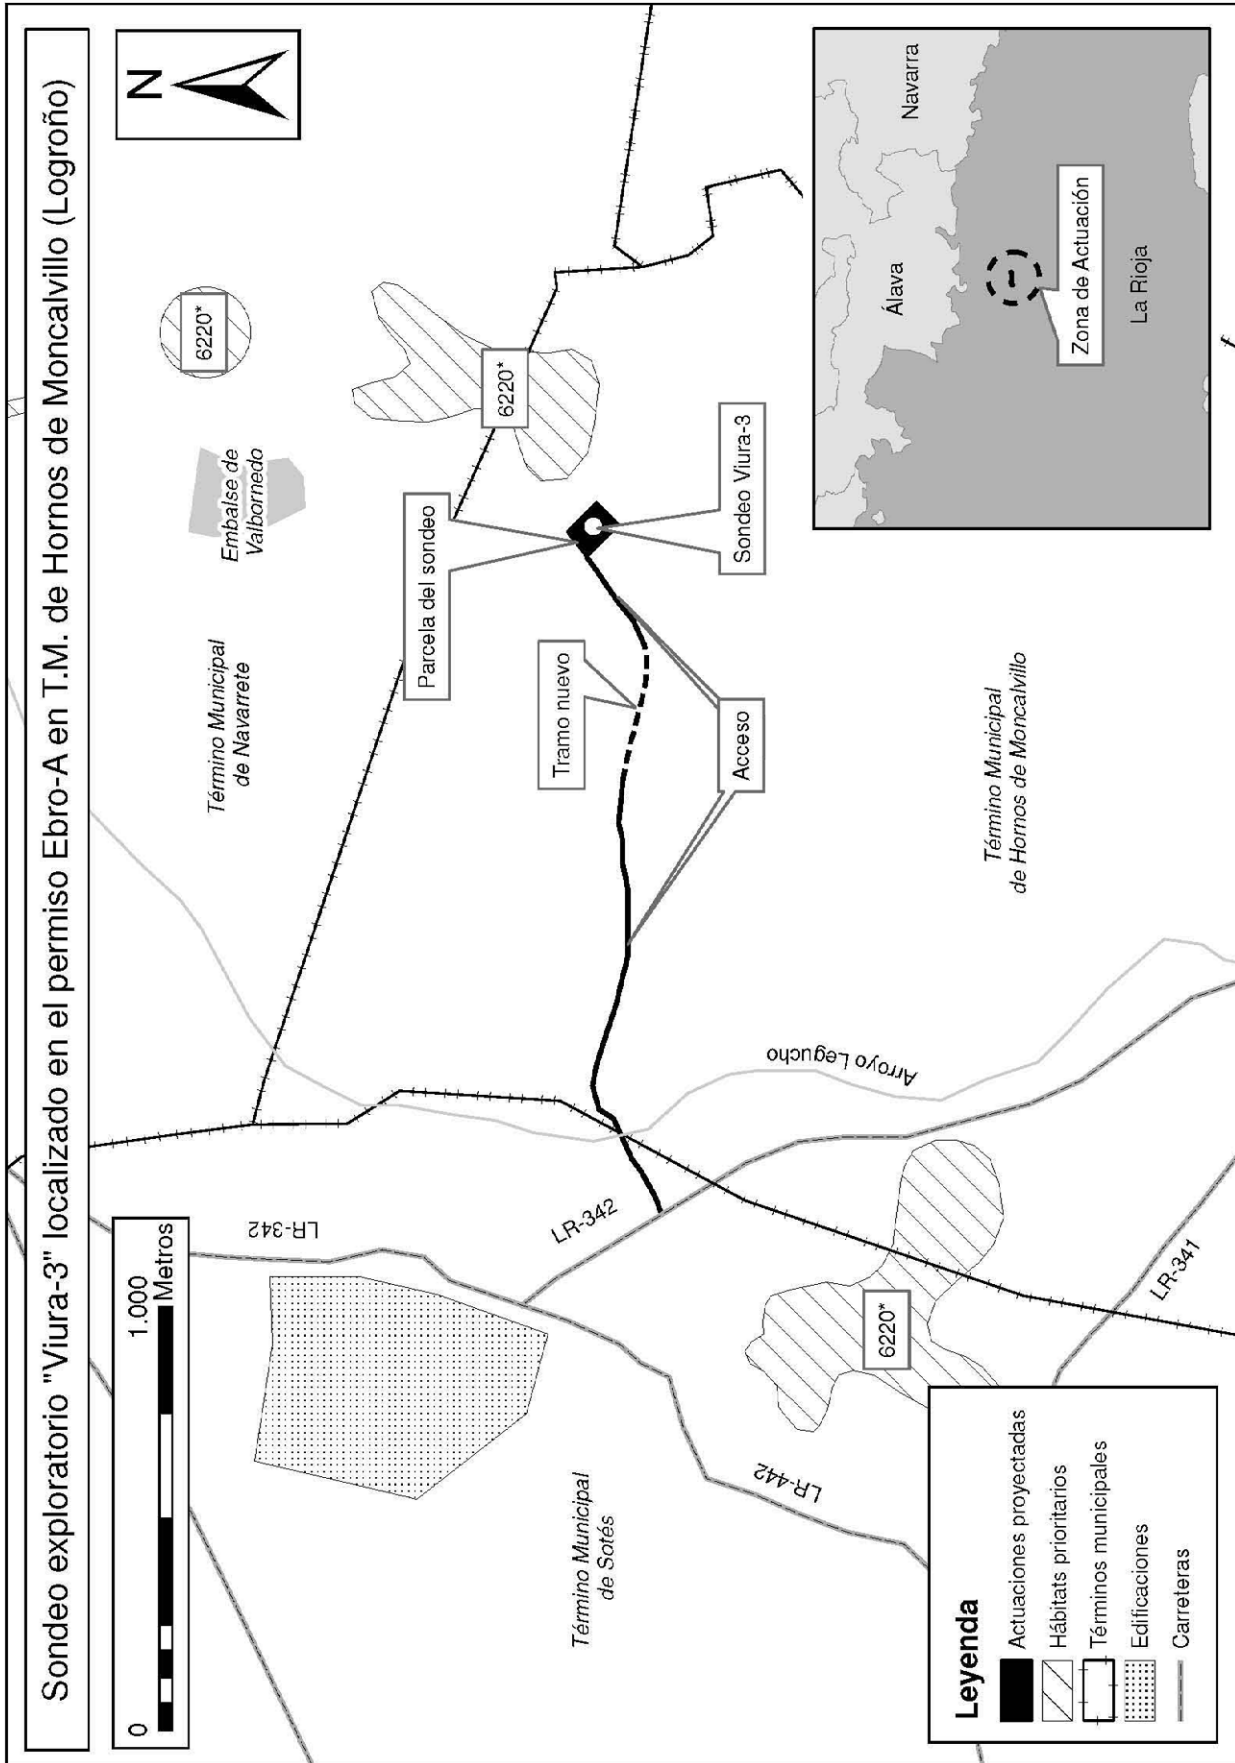 Sondeo exploratorio "Viura-3" localizado en el permiso Ebro-A en T.M. de Hornos de Moncalvillo (Logroño)
0
1.000
Metros
N
LR-342
Término Municipal
de Navarrete
Embalse de
Valbornedo
6220*
Parcela del sondeo
6220*
LR-342
Tramo nuevo
Término Municipal
de Sotés
Acceso
Sondeo Viura-3
LR-442
Arroyo Legucho
6220*
Término Municipal
de Hornos de Moncalvillo
LR-341
Leyenda
Actuaciones proyectadas
Hábitats prioritarios
Términos municipales
Edificaciones
Carreteras
Álava
Navarra
Zona de Actuación
La Rioja